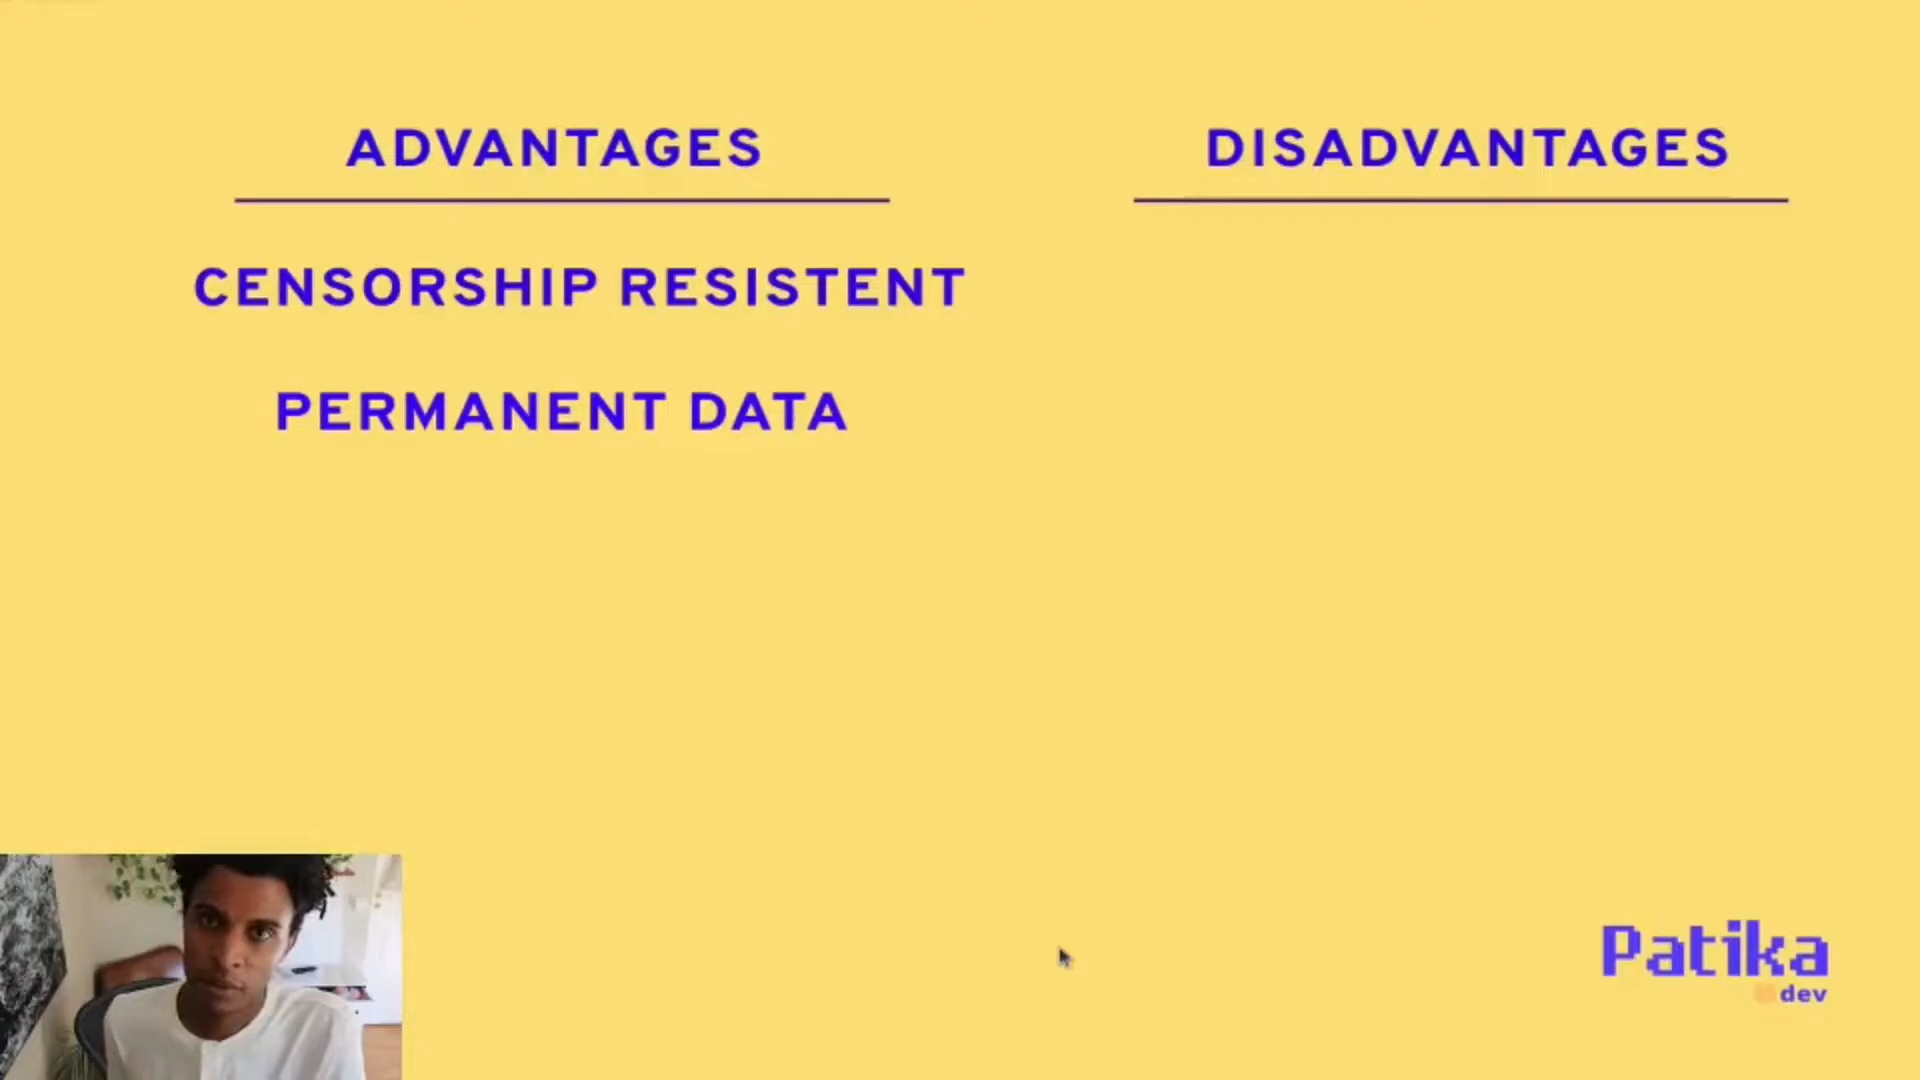 ADVANTAGES
DISADVANTAGES
CENSORSHIP RESISTENT
PERMANENT DATA
Patika
dev